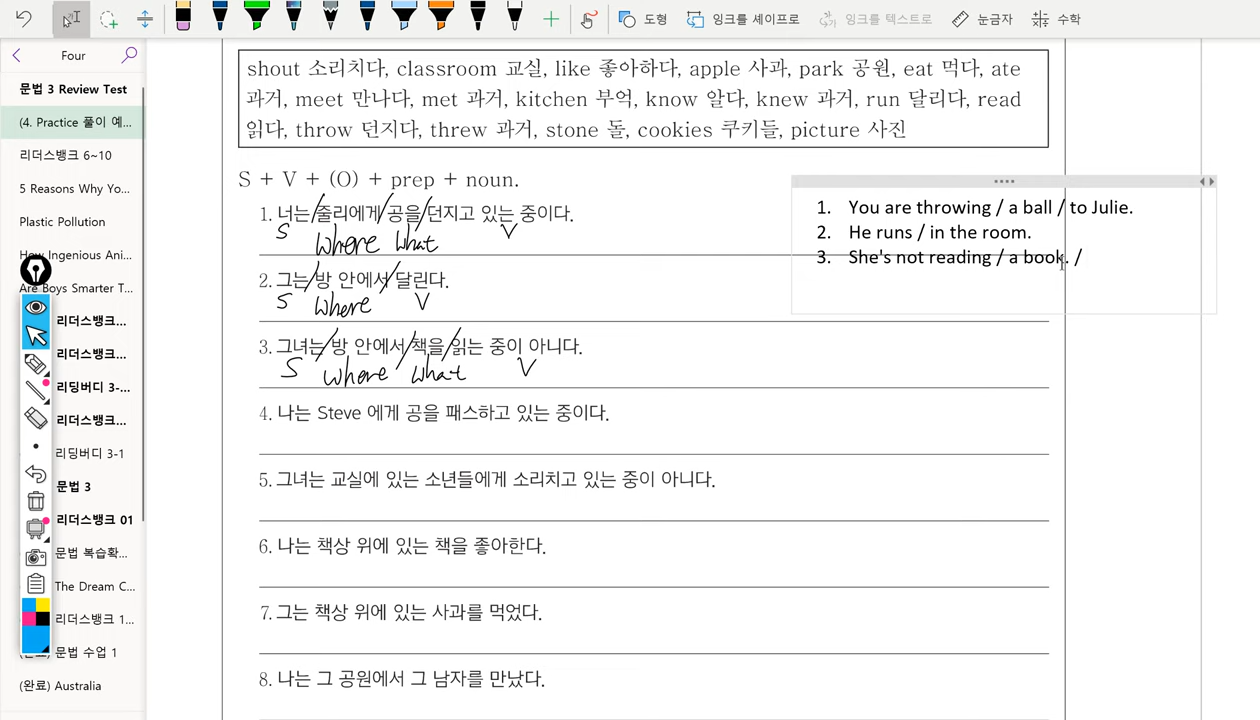 도형
잉크를 셰이프로
잉크를 텍스트로
눈금자
수학
Four
문법 3 Review Test
(4. Practice 풀이 예...
리더스뱅크 6~10
5 Reasons Why Yo...
Plastic Pollution
How Ingenious Ani...
Are Boys Smarter T...
리더스뱅크...
리더스뱅크...
리딩버디 3-...
리더스뱅크...
리딩버디 3-1
문법 3
리더스뱅크 01
문법 복습확...
The Dream C...
리더스뱅크 1...
문법 수업 1
(완료) Australia
shout 소리치다, classroom 교실, like 좋아하다, apple 사과, park 공원, eat 먹다, ate
과거, meet 만나다, met 과거, kitchen 부엌, know 알다, knew 과거, run 달리다, read
읽다, throw 던지다, threw 과거, stone 돌, cookies 쿠키들, picture 사진
S + V + (O) + prep + noun.
1. 너는/줄리에게/공을/던지고 있는 중이다.
S where what V
2. 그는/방 안에서/달린다.
S where V
3. 그녀는/방 안에서/책을/읽는 중이 아니다.
S where what V
4. 나는 Steve 에게 공을 패스하고 있는 중이다.
5. 그녀는 교실에 있는 소년들에게 소리치고 있는 중이 아니다.
6. 나는 책상 위에 있는 책을 좋아한다.
7. 그는 책상 위에 있는 사과를 먹었다.
8. 나는 그 공원에서 그 남자를 만났다.
1. You are throwing / a ball / to Julie.
2. He runs / in the room.
3. She's not reading / a book. /